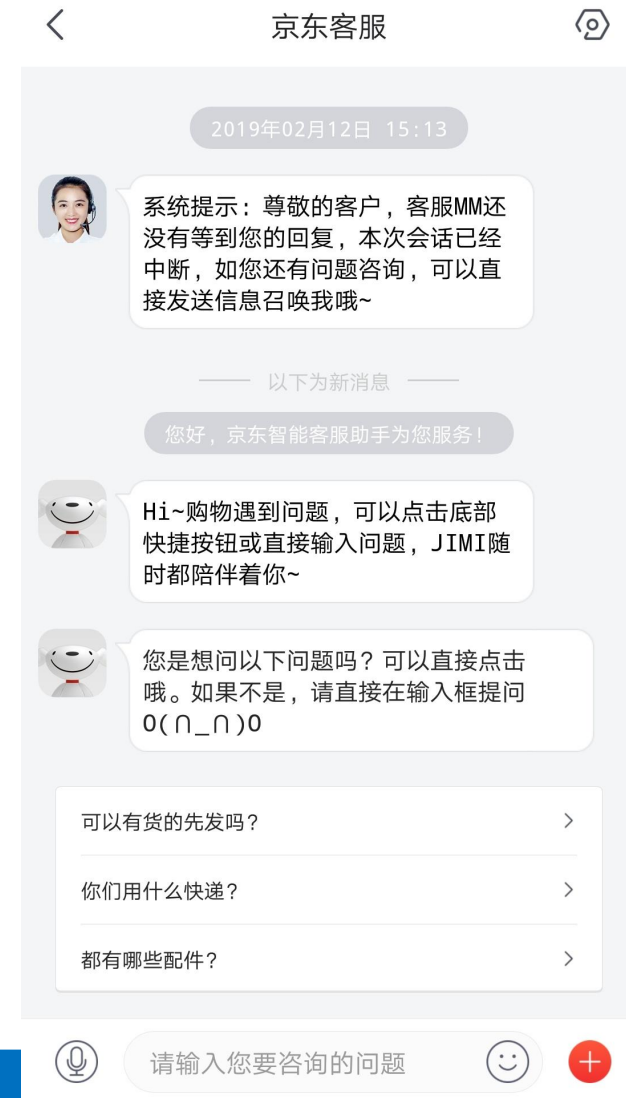 京东客服
2019年02月12日 15:13
系统提示：尊敬的客户，客服MM还
没有等到您的回复，本次会话已经
中断，如您还有问题咨询，可以直
接发送信息召唤我哦~
以下为新消息
您好，京东智能客服助手为您服务！
Hi~购物遇到问题，可以点击底部
快捷按钮或直接输入问题，JIMI随
时都陪伴着你~
您是想问以下问题吗？可以直接点击
哦。如果不是，请直接在输入框提问
O(∩_∩)O
可以有货的先发吗？
你们用什么快递？
都有哪些配件？
请输入您要咨询的问题